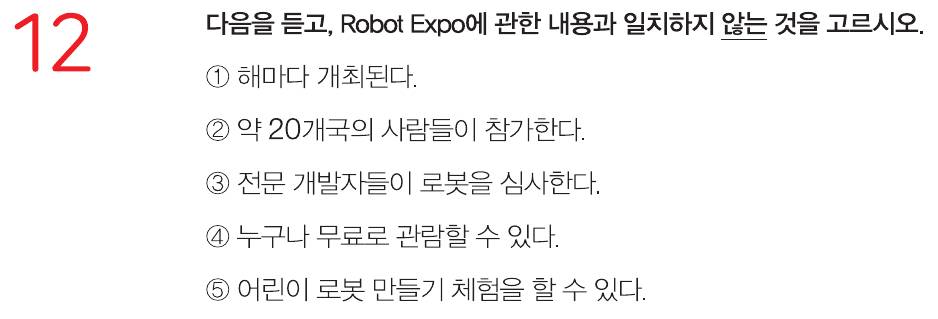 12 다음을 듣고, Robot Expo에 관한 내용과 일치하지 않는 것을 고르시오.
① 해마다 개최된다.
② 약 20개국의 사람들이 참가한다.
③ 전문 개발자들이 로봇을 심사한다.
④ 누구나 무료로 관람할 수 있다.
⑤ 어린이 로봇 만들기 체험을 할 수 있다.